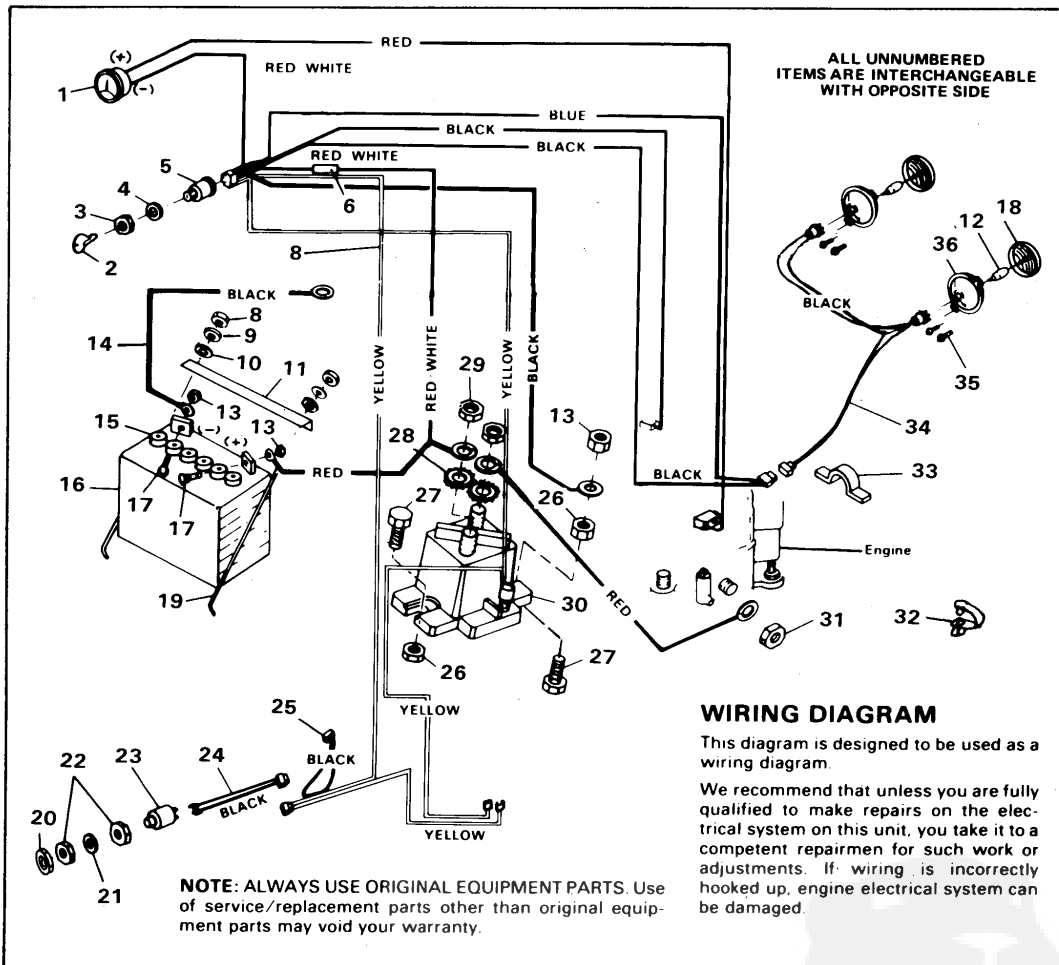 RED
(+)
RED WHITE
(-)
1
ALL UNNUMBERED
ITEMS ARE INTERCHANGEABLE
WITH OPPOSITE SIDE
BLUE
BLACK
BLACK
RED WHITE
5
4
3
2
6
8
12
18
36
BLACK
35
34
33
BLACK
14
8
9
10
11
13
15
(-)
(+)
13
16
17
17
19
RED
YELLOW
RED WHITE
YELLOW
BLACK
29
28
27
13
26
BLACK
Engine
30
RED
31
32
26
27
YELLOW
25
BLACK
24
BLACK
23
22
20
21
YELLOW
WIRING DIAGRAM
This diagram is designed to be used as a
wiring diagram.
We recommend that unless you are fully
qualified to make repairs on the elec-
trical system on this unit, you take it to a
competent repairmen for such work or
adjustments. If wiring is incorrectly
hooked up, engine electrical system can
be damaged.
NOTE: ALWAYS USE ORIGINAL EQUIPMENT PARTS. Use
of service/replacement parts other than original equip-
ment parts may void your warranty.